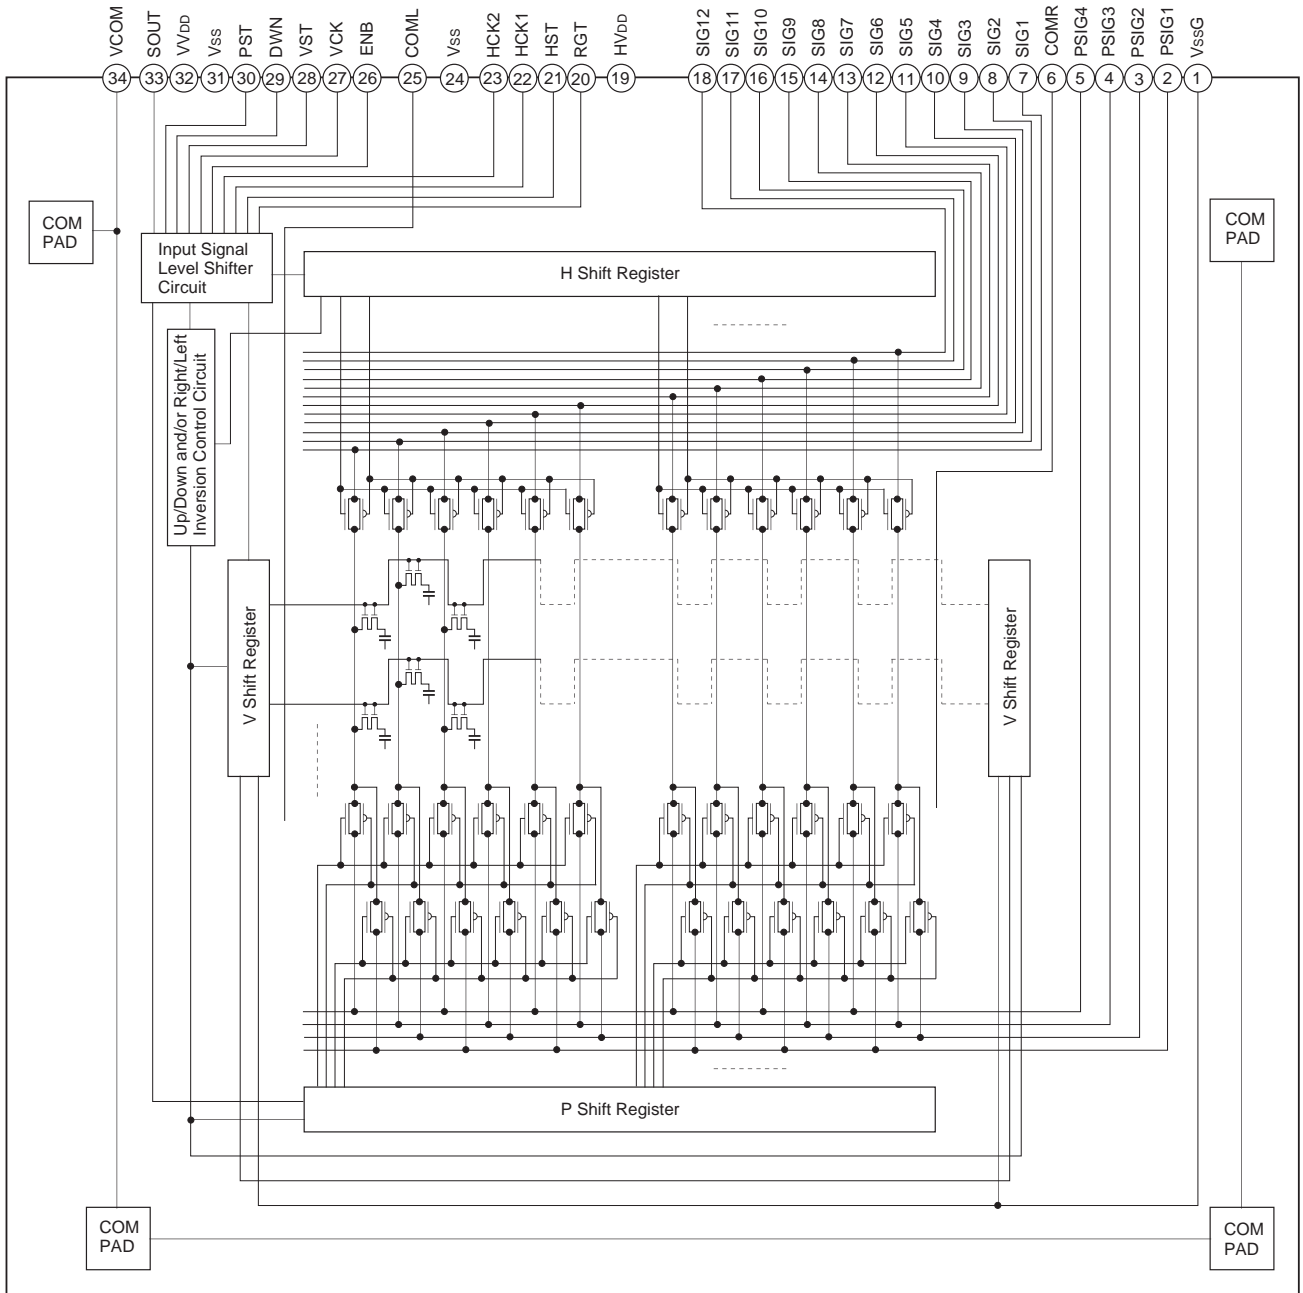 VCOM
SOUT
VVDD
Vss
PST
DWN
VST
VCK
ENB
COML
Vss
HCK2
HCK1
HST
RGT
HVDD
SIG12
SIG11
SIG10
SIG9
SIG8
SIG7
SIG6
SIG5
SIG4
SIG3
SIG2
SIG1
COMR
PSIG4
PSIG3
PSIG2
PSIG1
VssG
34
33
32
31
30
29
28
27
26
25
24
23
22
21
20
19
18
17
16
15
14
13
12
11
10
9
8
7
6
5
4
3
2
1
COM
PAD
COM
PAD
Input Signal
Level Shifter
Circuit
H Shift Register
Up/Down and/or Right/Left
Inversion Control Circuit
V Shift Register
V Shift Register
P Shift Register
COM
PAD
COM
PAD